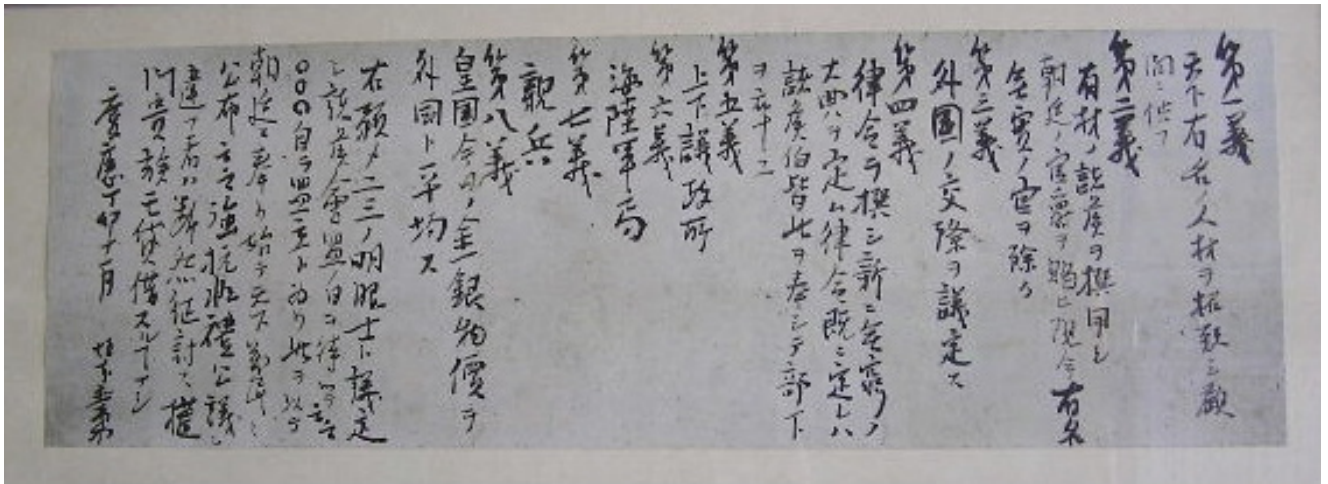 第一義
天下有名ノ人材ヲ招致シ顧
問ニ供フ
第二義
有材ノ諸侯ヲ撰用シ
朝廷ノ官爵ヲ賜ヒ現今有名
無實ノ官ヲ除ク
第三義
外國ノ交際ヲ議定ス
第四義
律令ヲ撰シ新ニ無窮ノ
大典ヲ定ム律令既ニ定レハ
諸侯伯皆此ヲ奉シテ部下
ヲ率ユ
第五義
上下議政所
第六義
海陸軍局
第七義
親兵
第八義
皇國今日ノ金銀物價ヲ
外國ト平均ス
右預メ二三ノ明眼士ト議定
シ諸侯會盟ノ日ヲ待ツテ云云
○○○自ラ盟主ト為リ此ヲ以テ
朝廷ニ奉リ始テ天下萬民ニ
公布云云強抗非禮公議ニ
違フ者ハ断然征討ス權
門貴族モ貸借スルヿナシ
慶應丁卯十一月 坂本直柔